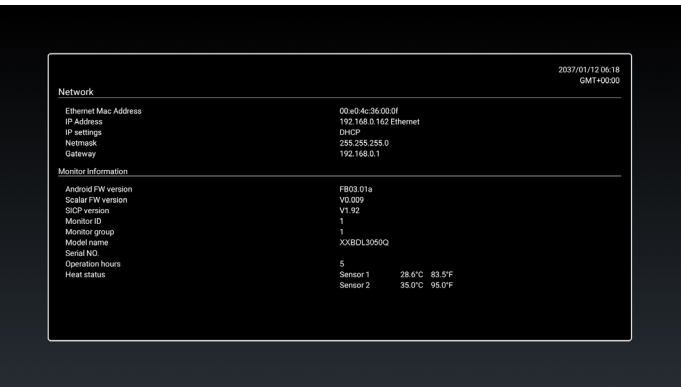 2037/01/12 06:18
GMT+00:00
Network
Ethernet Mac Address 00:e0:4c:36:00:0f
IP Address 192.168.0.162 Ethernet
IP settings DHCP
Netmask 255.255.255.0
Gateway 192.168.0.1
Monitor Information
Android FW version FB03.01a
Scalar FW version V0.009
SICP version V1.92
Monitor ID 1
Monitor group 1
Model name XXBDL3050Q
Serial NO.
Operation hours 5
Heat status Sensor 1 28.6°C 83.5°F
Sensor 2 35.0°C 95.0°F